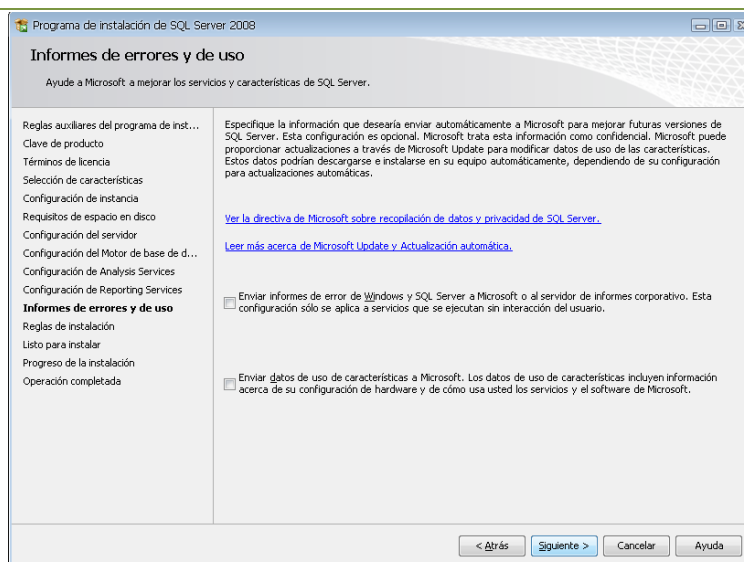 Programa de instalación de SQL Server 2008
Informes de errores y de uso
Ayude a Microsoft a mejorar los servicios y características de SQL Server.
Reglas auxiliares del programa de inst...
Clave de producto
Términos de licencia
Selección de características
Configuración de instancia
Requisitos de espacio en disco
Configuración del servidor
Configuración del Motor de base de d...
Configuración de Analysis Services
Configuración de Reporting Services
Informes de errores y de uso
Reglas de instalación
Listo para instalar
Progreso de la instalación
Operación completada
Especifique la información que desearía enviar automáticamente a Microsoft para mejorar futuras versiones de
SQL Server. Esta configuración es opcional. Microsoft trata esta información como confidencial. Microsoft puede
proporcionar actualizaciones a través de Microsoft Update para modificar datos de uso de las características.
Estos datos podrían descargarse e instalarse en su equipo automáticamente, dependiendo de su configuración
para actualizaciones automáticas.
Ver la directiva de Microsoft sobre recopilación de datos y privacidad de SQL Server.
Leer más acerca de Microsoft Update y Actualización automática.
Enviar informes de error de Windows y SQL Server a Microsoft o al servidor de informes corporativo. Esta
configuración sólo se aplica a servicios que se ejecutan sin interacción del usuario.
Enviar datos de uso de características a Microsoft. Los datos de uso de características incluyen información
acerca de su configuración de hardware y de cómo usa usted los servicios y el software de Microsoft.
< Atrás
Siguiente >
Cancelar
Ayuda